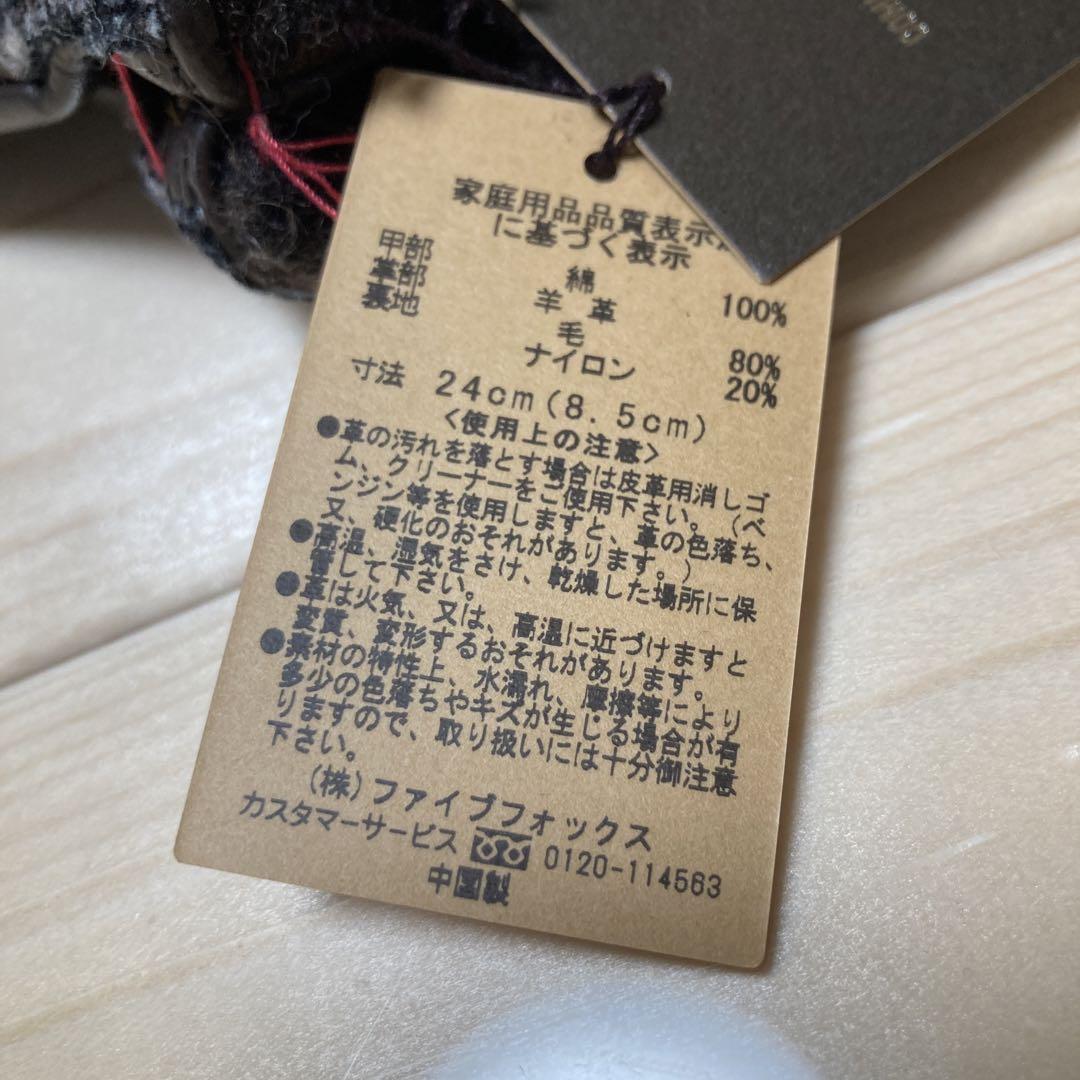 家庭用品品質表示
に基づく表示
甲部 綿 100%
革部 羊革
裏地 毛 80%
ナイロン 20%
寸法 24cm(8.5cm)
<使用上の注意>
●革の汚れを落とす場合は皮革用消しゴ
ム、クリーナーをご使用下さい。(ベ
ンジン等を使用しますと、革の色落ち、
又、硬化のおそれがあります。)
●高温、湿気をさけ、乾燥した場所に保
管して下さい。
●革は火気、又は、高温に近づけますと
変質、変形するおそれがあります。
●素材の特性上、水濡れ、摩擦等により
多少の色落ちやキズが生じる場合が有
りますので、取り扱いには十分御注意
下さい。
(株)ファイブフォックス
カスタマーサービス 0120-114563
中国製